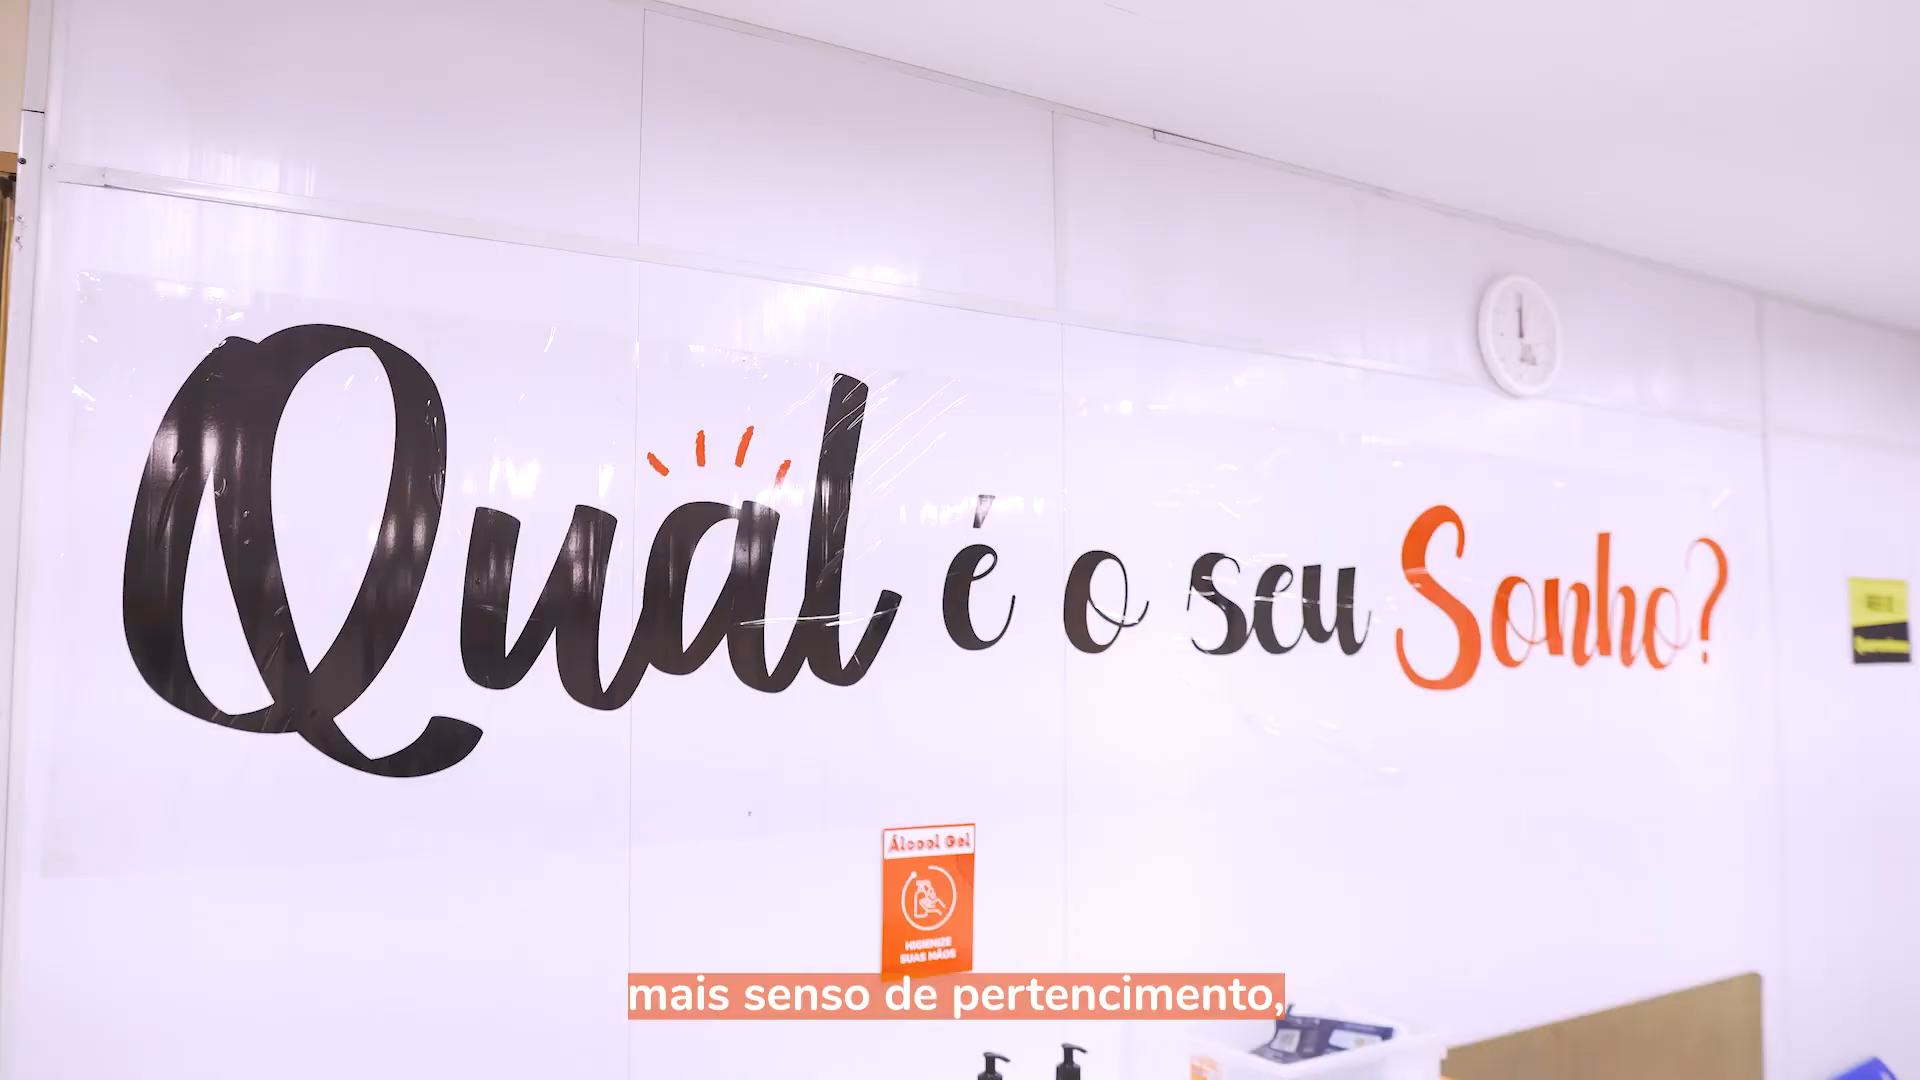 Qual é o seu Sonho?
Álcool Gel
HIGIENIZE
SUAS MÃOS
mais senso de pertencimento,